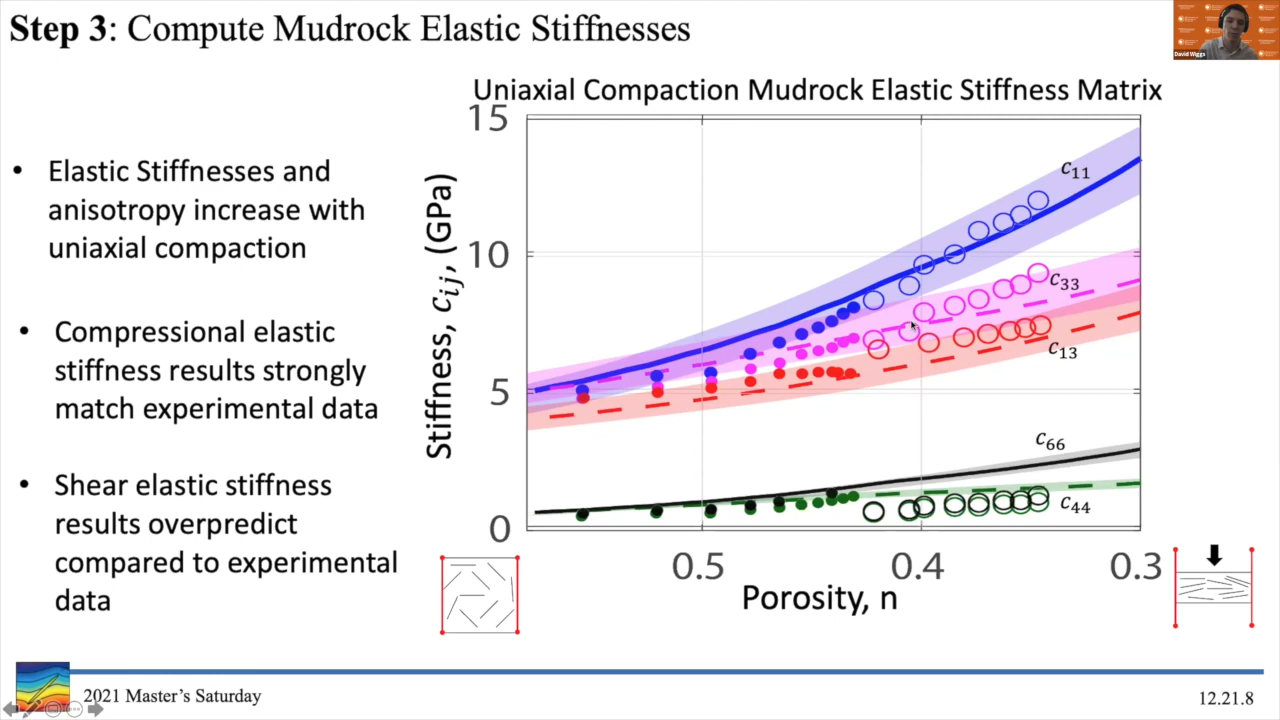 Step 3: Compute Mudrock Elastic Stiffnesses
David Wiggs
Uniaxial Compaction Mudrock Elastic Stiffness Matrix
• Elastic Stiffnesses and
anisotropy increase with
uniaxial compaction
• Compressional elastic
stiffness results strongly
match experimental data
• Shear elastic stiffness
results overpredict
compared to experimental
data
Stiffness, cᵢⱼ, (GPa)
15
10
5
0
c₁₁
c₃₃
c₁₃
c₆₆
c₄₄
0.5 0.4 0.3
Porosity, n
2021 Master's Saturday
12.21.8